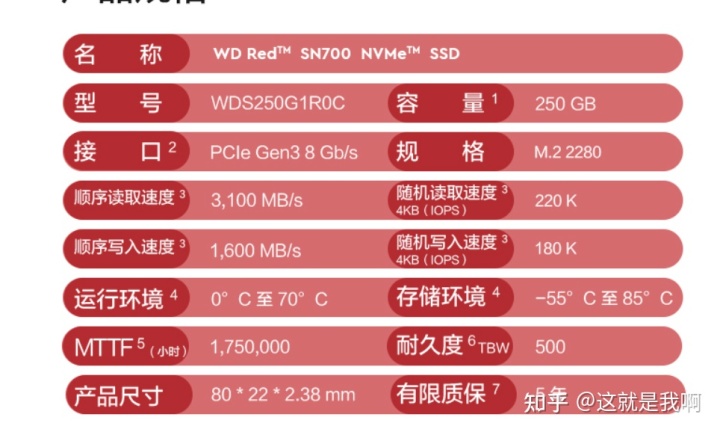 名 称 WD Red™ SN700 NVMe™ SSD
型 号 WDS250G1R0C 容 量 1 250 GB
接 口 2 PCIe Gen3 8 Gb/s 规 格 M.2 2280
顺序读取速度 3 3,100 MB/s 随机读取速度 3 4KB（IOPS） 220 K
顺序写入速度 3 1,600 MB/s 随机写入速度 3 4KB（IOPS） 180 K
运行环境 4 0° C 至 70° C 存储环境 4 −55° C 至 85° C
MTTF 5（小时） 1,750,000 耐久度 6 TBW 500
产品尺寸 80 * 22 * 2.38 mm 有限质保 7 5 年
知乎 @这就是我啊